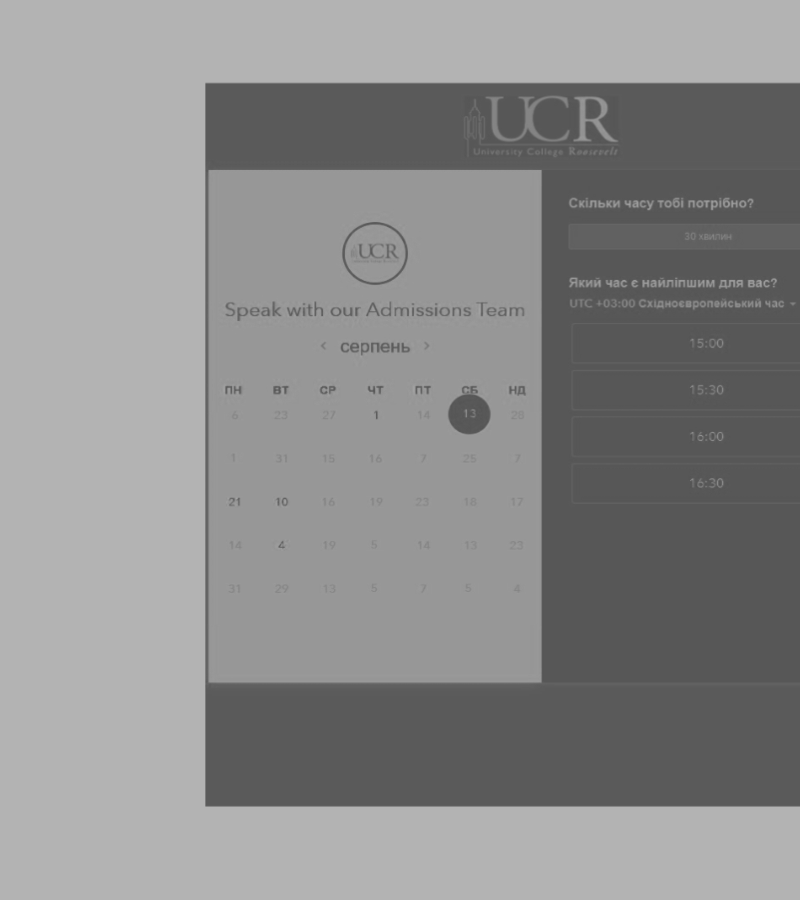 UCR
University College Roosevelt
UCR
Speak with our Admissions Team
‹ серпень ›
ПН ВТ СР ЧТ ПТ СБ НД
6 23 27 1 14 13 28
1 31 15 16 7 25 7
21 10 16 19 23 18 17
14 4 19 5 14 13 23
31 29 13 5 7 5 4
Скільки часу тобі потрібно?
30 хвилин
Який час є найліпшим для вас?
UTC +03:00 Східноєвропейський час
15:00
15:30
16:00
16:30